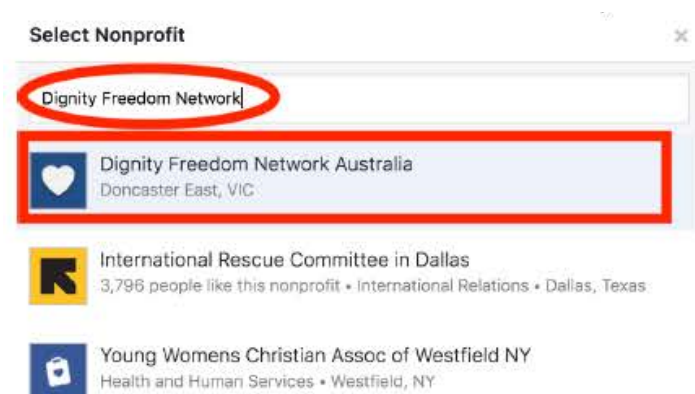 Select Nonprofit
Dignity Freedom Network
Dignity Freedom Network Australia
Doncaster East, VIC
International Rescue Committee in Dallas
3,796 people like this nonprofit • International Relations • Dallas, Texas
Young Womens Christian Assoc of Westfield NY
Health and Human Services • Westfield, NY